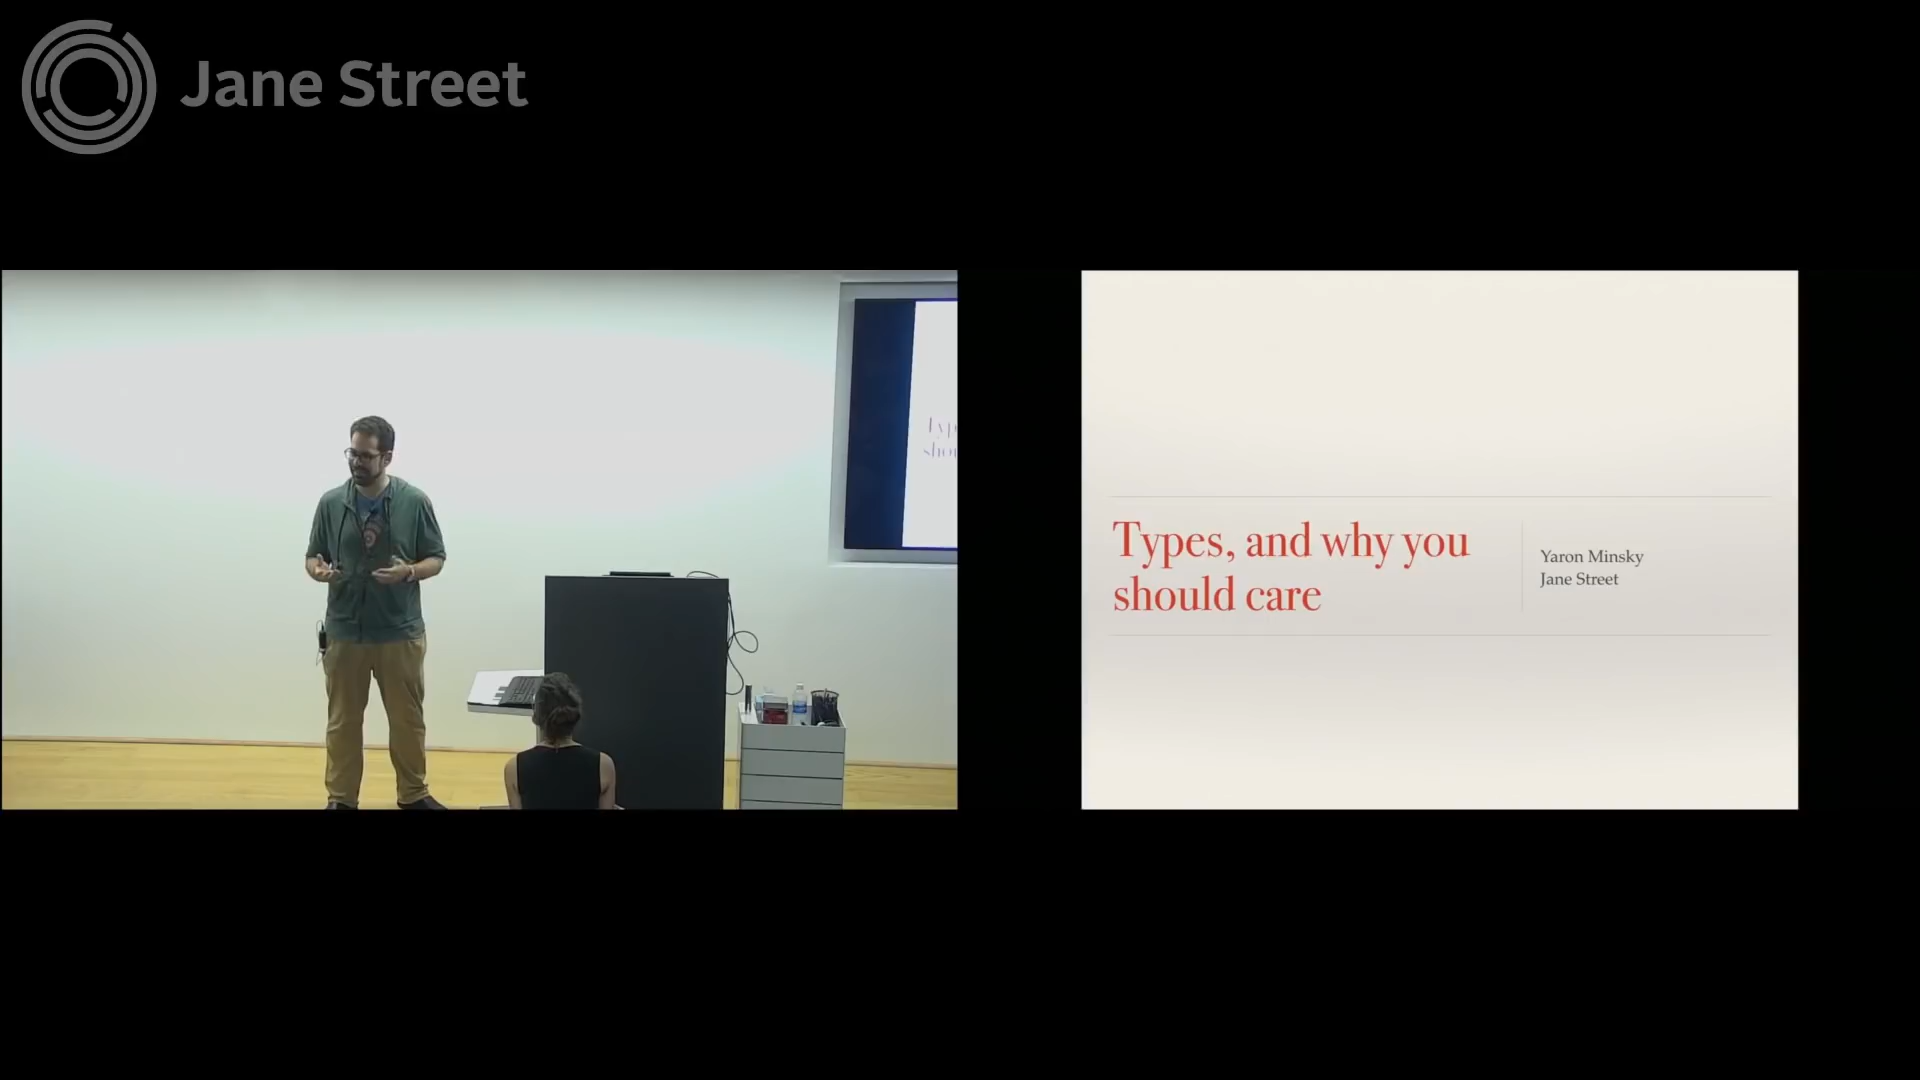 Jane Street
Types, and why you
should care
Yaron Minsky
Jane Street